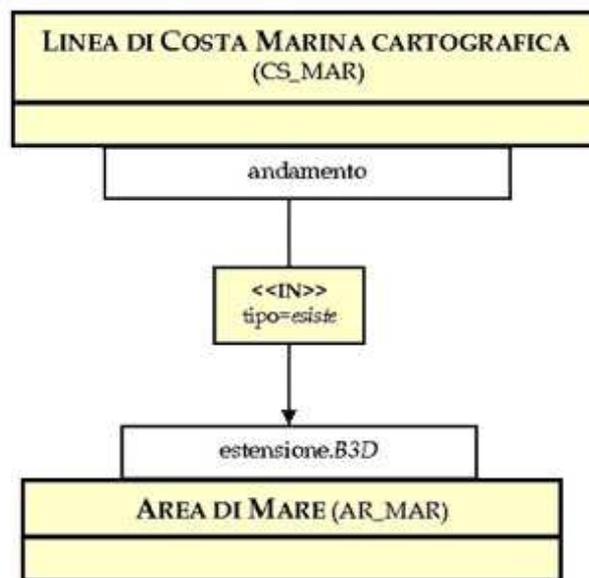 LINEA DI COSTA MARINA CARTOGRAFICA
(CS_MAR)
andamento
<<IN>>
tipo=esiste
estensione.B3D
AREA DI MARE (AR_MAR)